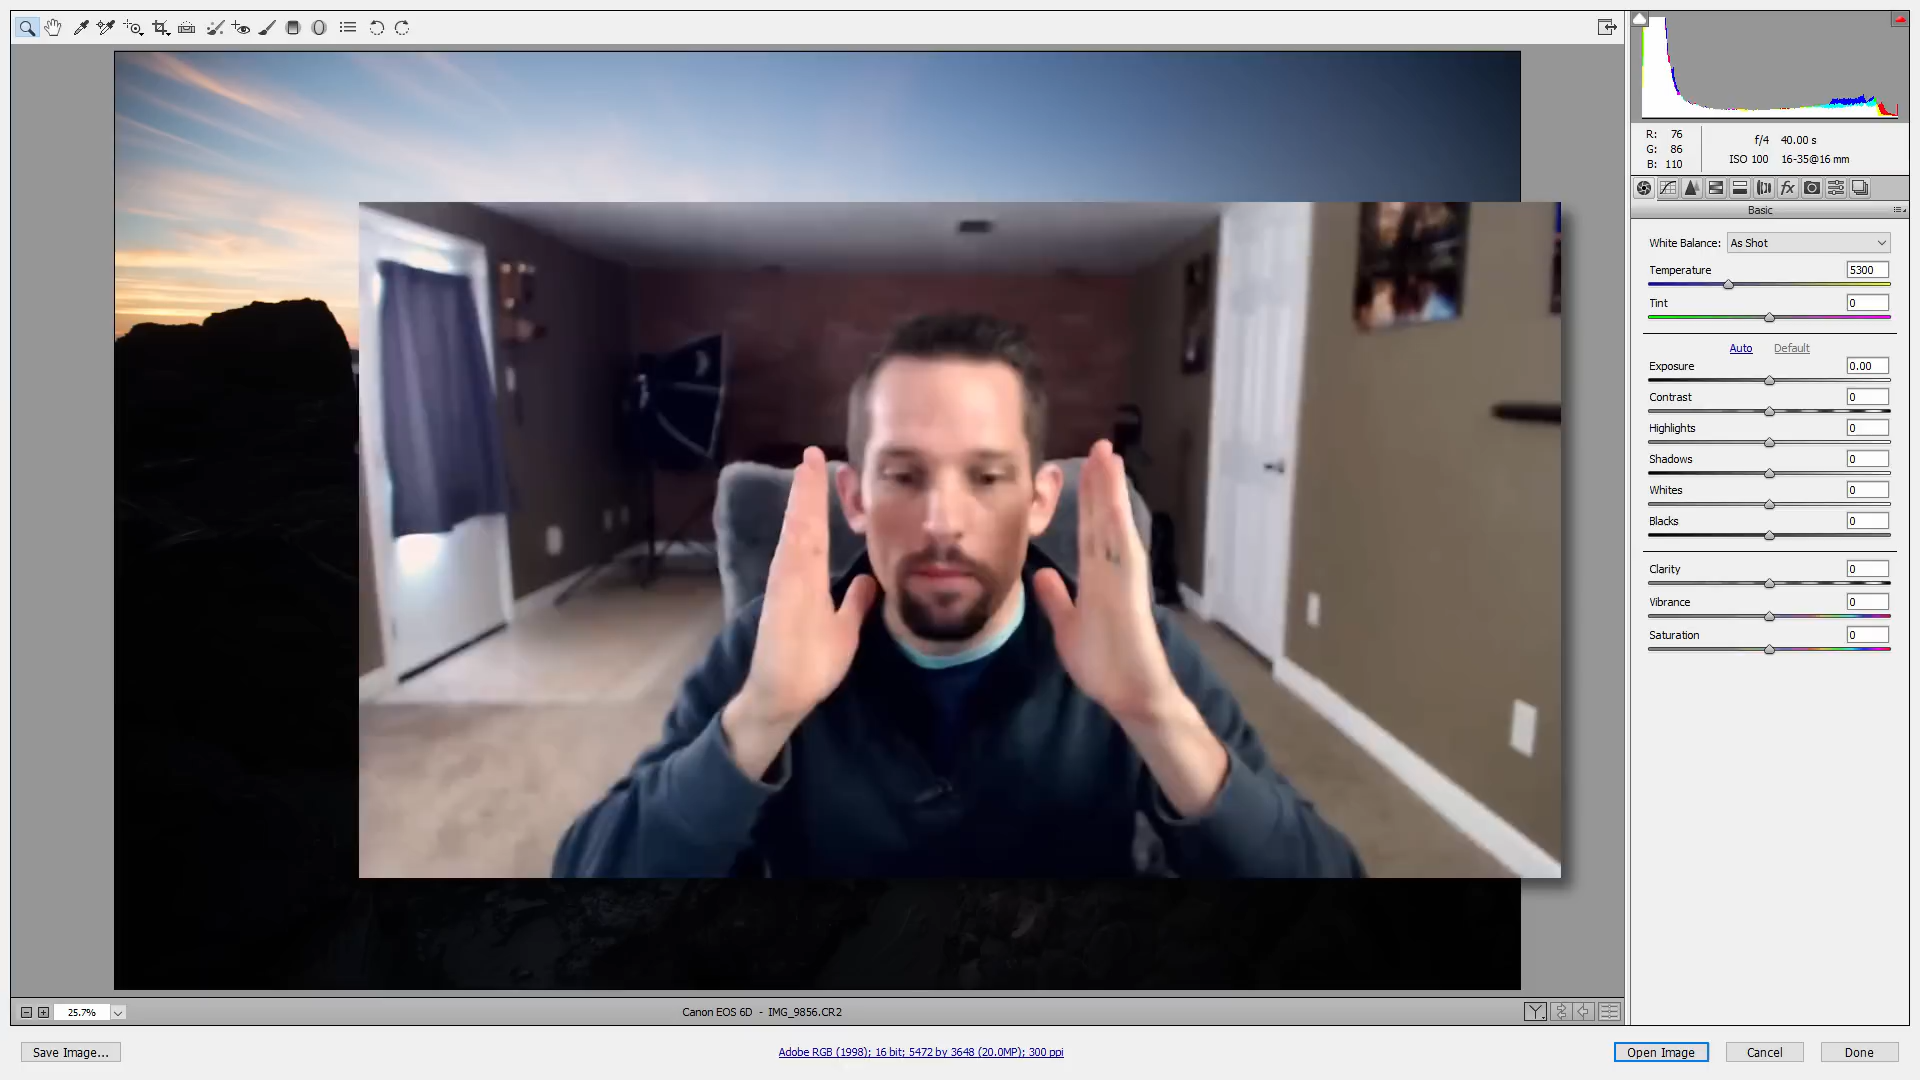 R: 76
G: 86
B: 110
f/4 40.00 s
ISO 100 16-35@16 mm
fx
Basic
White Balance: As Shot
Temperature 5300
Tint 0
Auto Default
Exposure 0.00
Contrast 0
Highlights 0
Shadows 0
Whites 0
Blacks 0
Clarity 0
Vibrance 0
Saturation 0
25.7%
Canon EOS 6D - IMG_9856.CR2
Y
Save Image...
Adobe RGB (1998); 16 bit; 5472 by 3648 (20.0MP); 300 ppi
Open Image
Cancel
Done